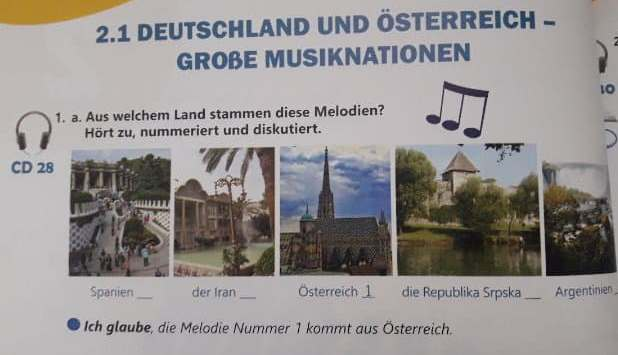 2.1 DEUTSCHLAND UND ÖSTERREICH –
GROßE MUSIKNATIONEN
1. a. Aus welchem Land stammen diese Melodien?
Hört zu, nummeriert und diskutiert.
CD 28
Spanien ___ der Iran ___ Österreich 1 die Republika Srpska ___ Argentinien
Ich glaube, die Melodie Nummer 1 kommt aus Österreich.